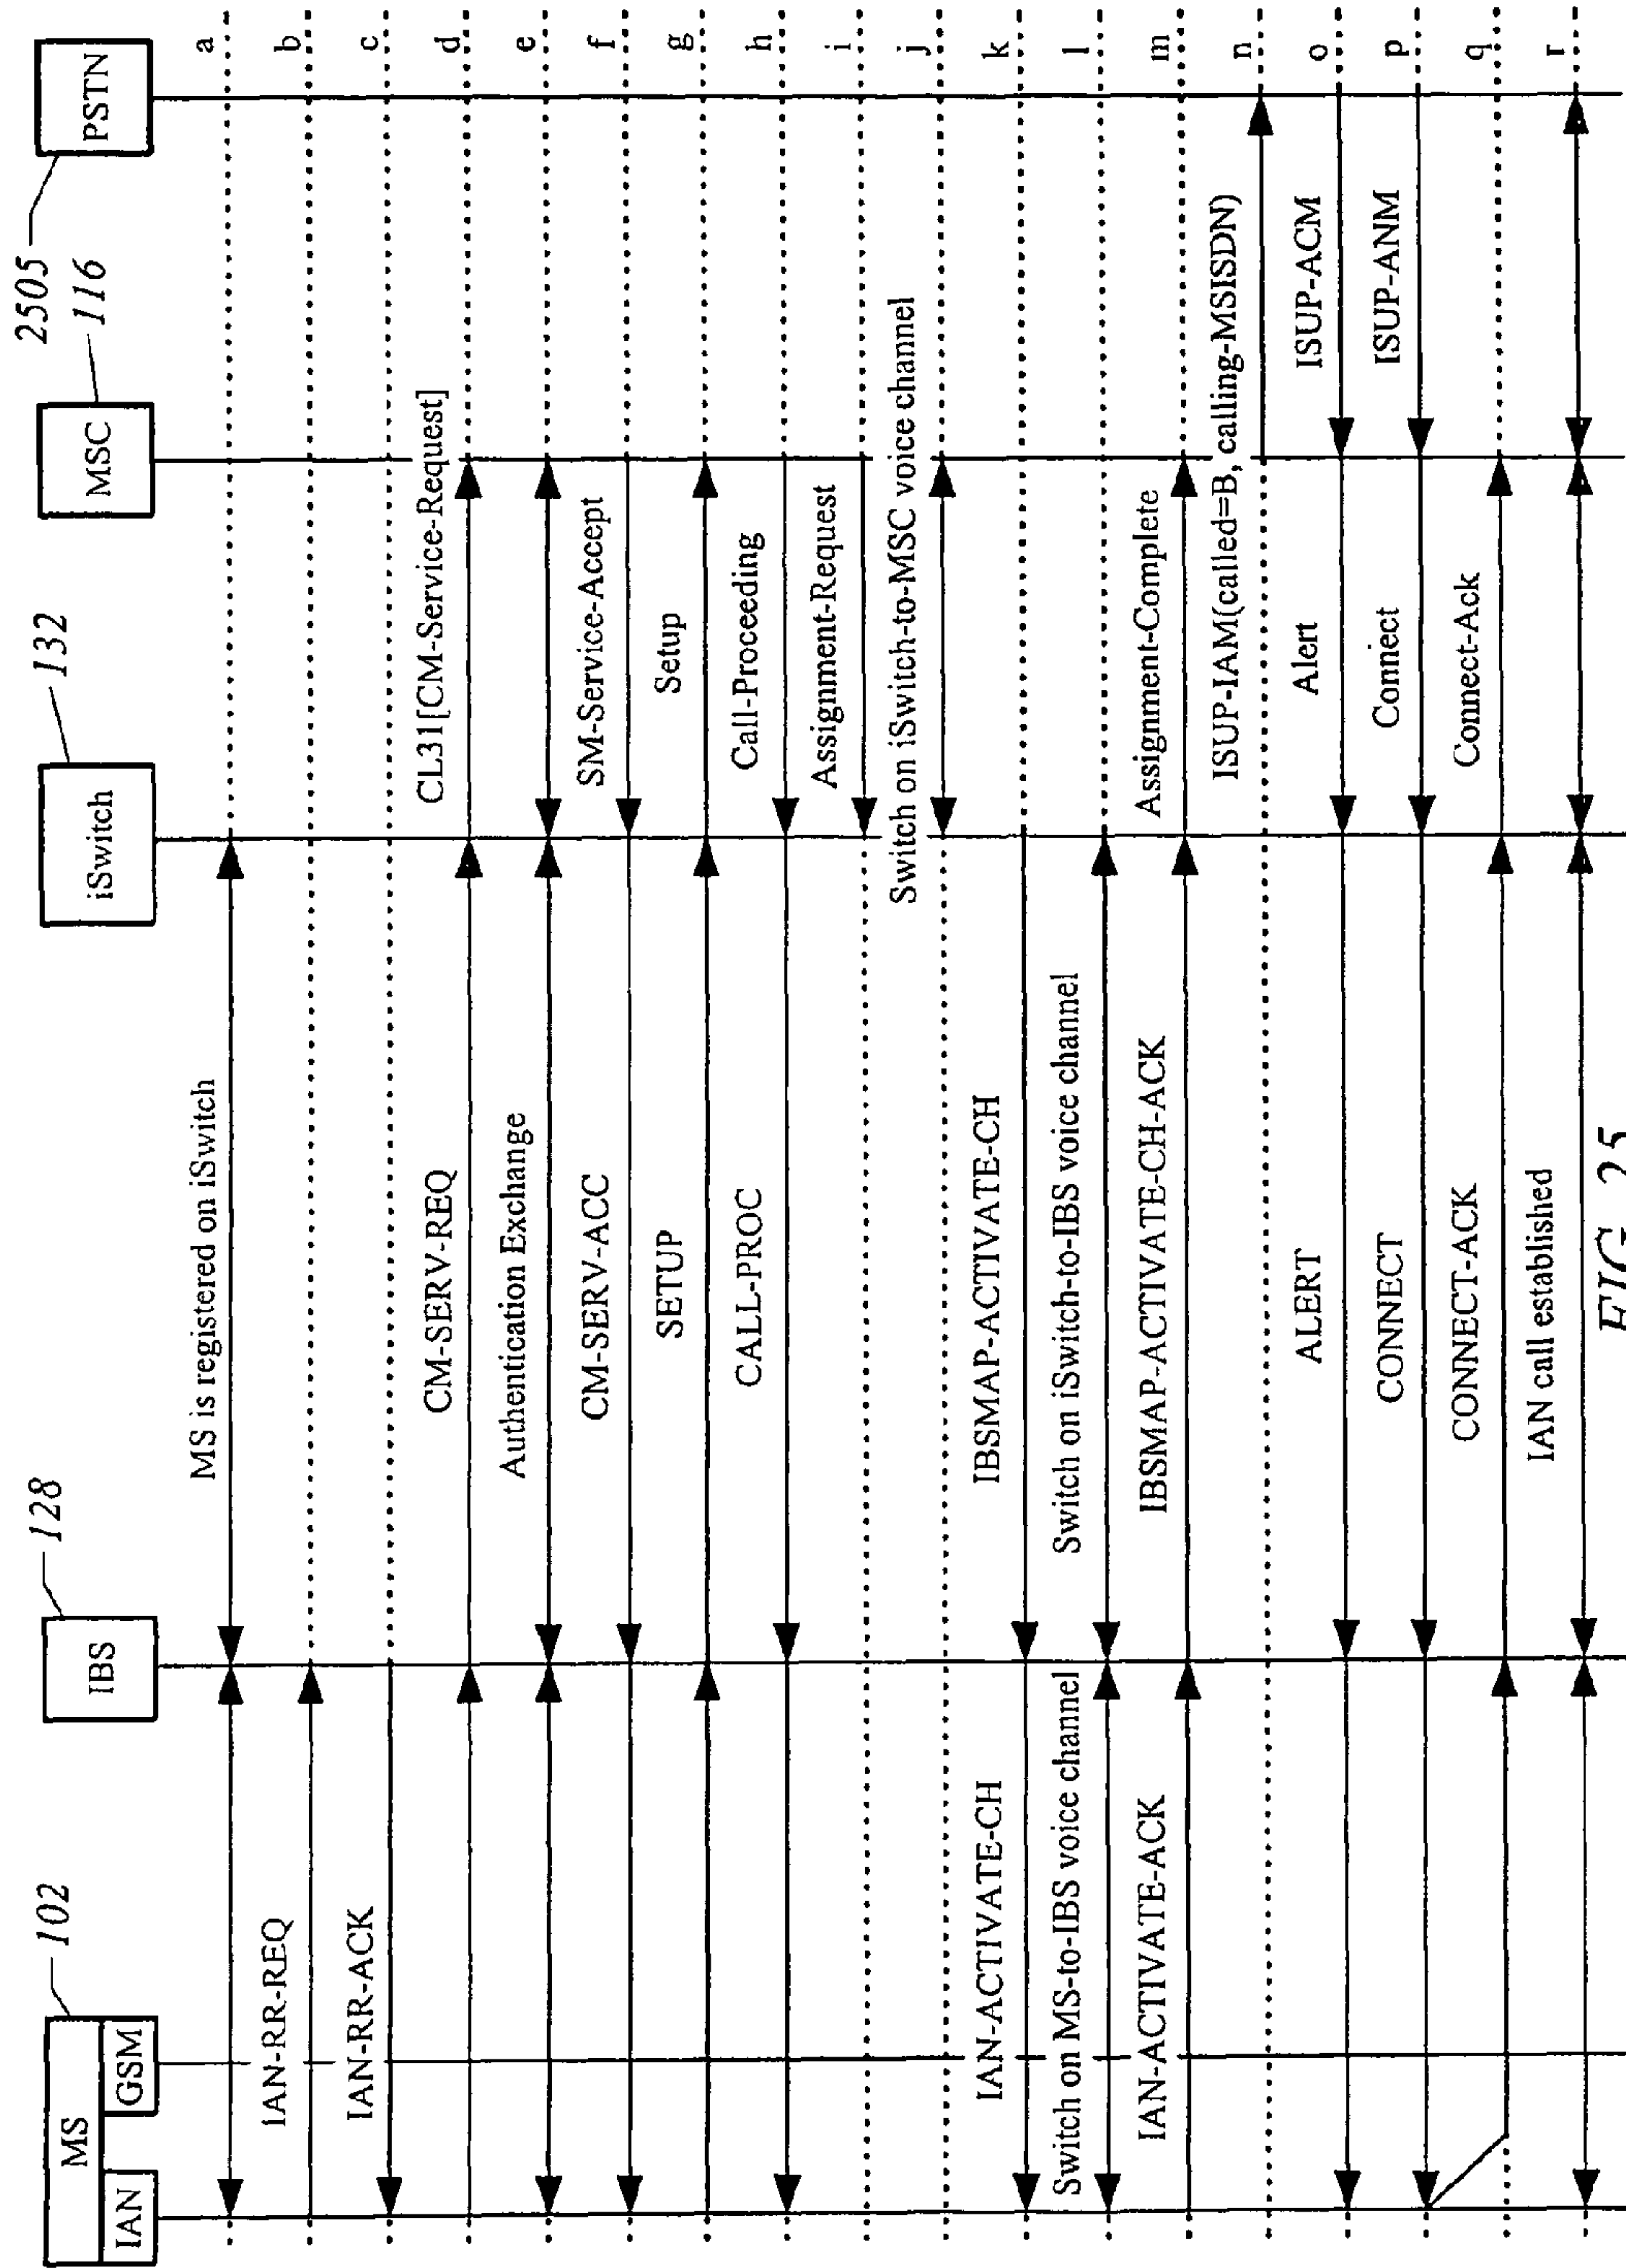 102
128
132
116
2505
MS
IAN
GSM
IBS
iSwitch
MSC
PSTN
MS is registered on iSwitch
a
IAN-RR-REQ
b
IAN-RR-ACK
c
CM-SERV-REQ
CL31[CM-Service-Request]
d
Authentication Exchange
e
CM-SERV-ACC
SM-Service-Accept
f
SETUP
Setup
g
CALL-PROC
Call-Proceeding
h
Assignment-Request
i
Switch on iSwitch-to-MSC voice channel
j
IAN-ACTIVATE-CH
IBSMAP-ACTIVATE-CH
k
Switch on MS-to-IBS voice channel
Switch on iSwitch-to-IBS voice channel
l
IAN-ACTIVATE-ACK
IBSMAP-ACTIVATE-CH-ACK
Assignment-Complete
m
ISUP-IAM(called=B, calling-MSISDN)
n
ALERT
Alert
ISUP-ACM
o
CONNECT
Connect
ISUP-ANM
p
CONNECT-ACK
Connect-Ack
q
IAN call established
r
FIG. 25